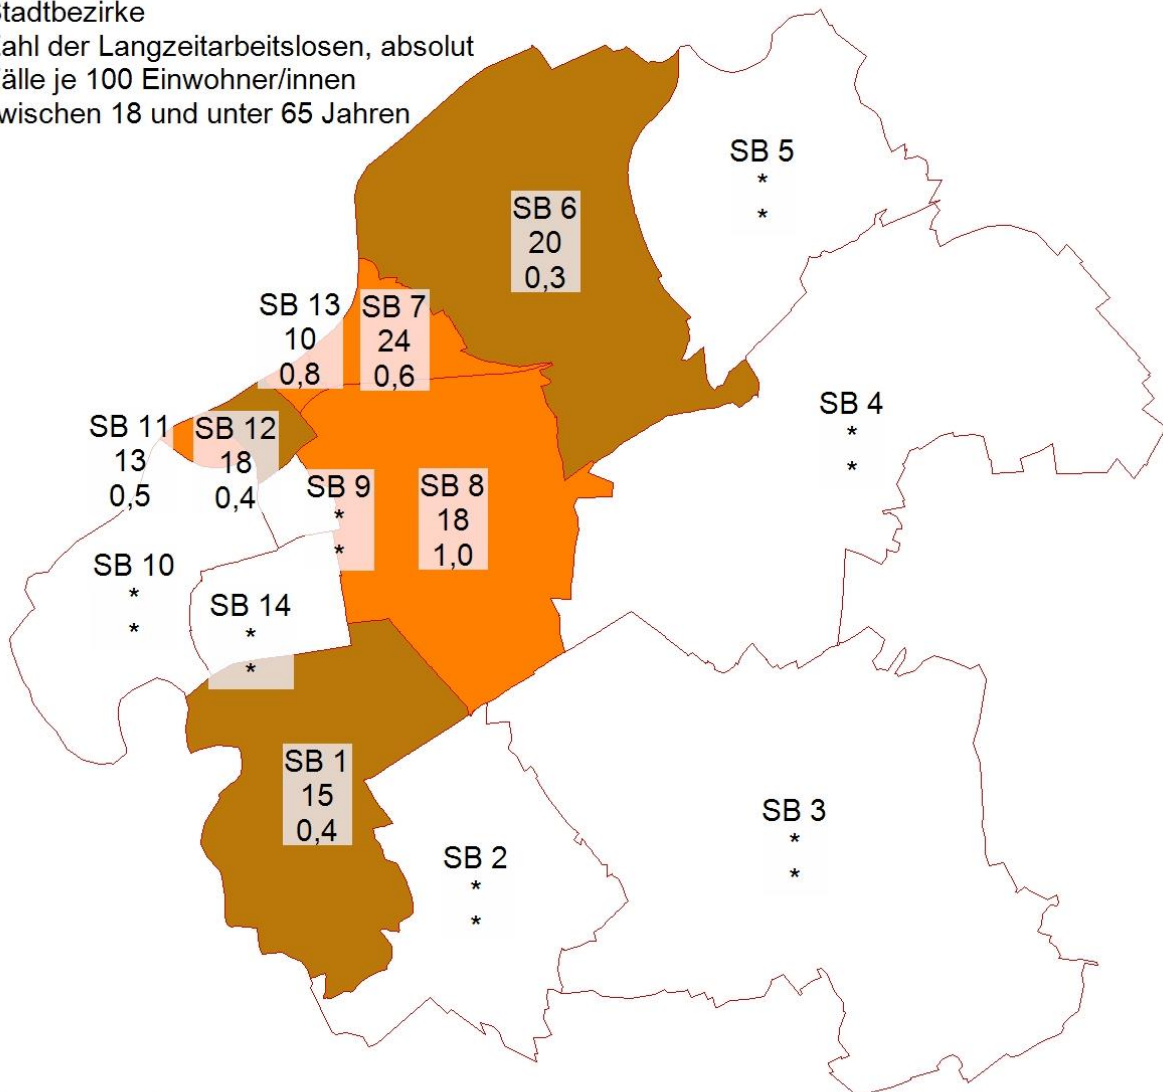 Stadtbezirke
Zahl der Langzeitarbeitslosen, absolut
Fälle je 100 Einwohner/innen
zwischen 18 und unter 65 Jahren
SB 5
*
*
SB 6
20
0,3
SB 13
10
0,8
SB 7
24
0,6
SB 4
*
*
SB 11
13
0,5
SB 12
18
0,4
SB 9
*
*
SB 8
18
1,0
SB 10
*
*
SB 14
*
*
SB 1
15
0,4
SB 3
*
*
SB 2
*
*